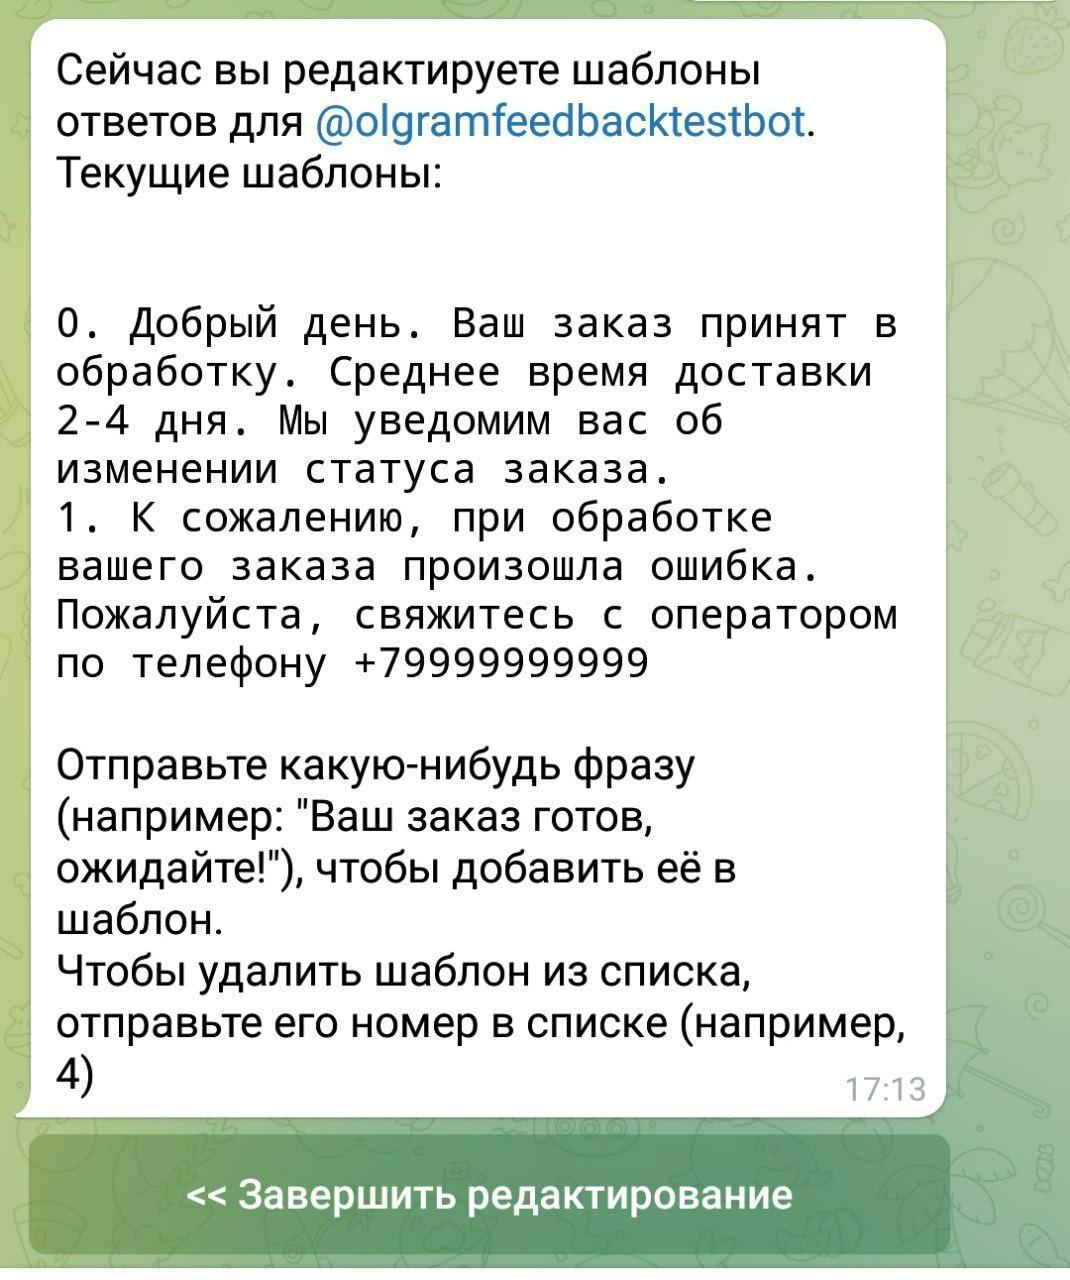 Сейчас вы редактируете шаблоны
ответов для @olgramfeedbacktestbot.
Текущие шаблоны:
0. Добрый день. Ваш заказ принят в
обработку. Среднее время доставки
2-4 дня. Мы уведомим вас об
изменении статуса заказа.
1. К сожалению, при обработке
вашего заказа произошла ошибка.
Пожалуйста, свяжитесь с оператором
по телефону +79999999999
Отправьте какую-нибудь фразу
(например: "Ваш заказ готов,
ожидайте!"), чтобы добавить её в
шаблон.
Чтобы удалить шаблон из списка,
отправьте его номер в списке (например,
4)
17:13
<< Завершить редактирование